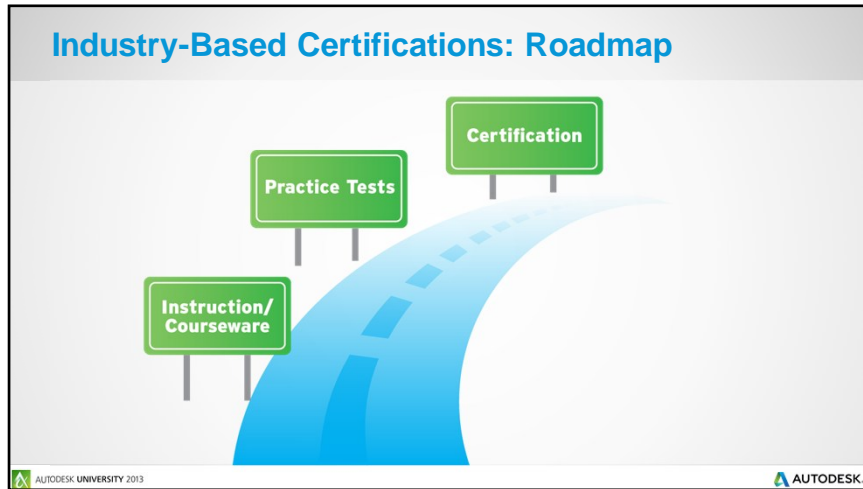 Industry-Based Certifications: Roadmap
Certification
Practice Tests
Instruction/
Courseware
AUTODESK UNIVERSITY 2013
AUTODESK.